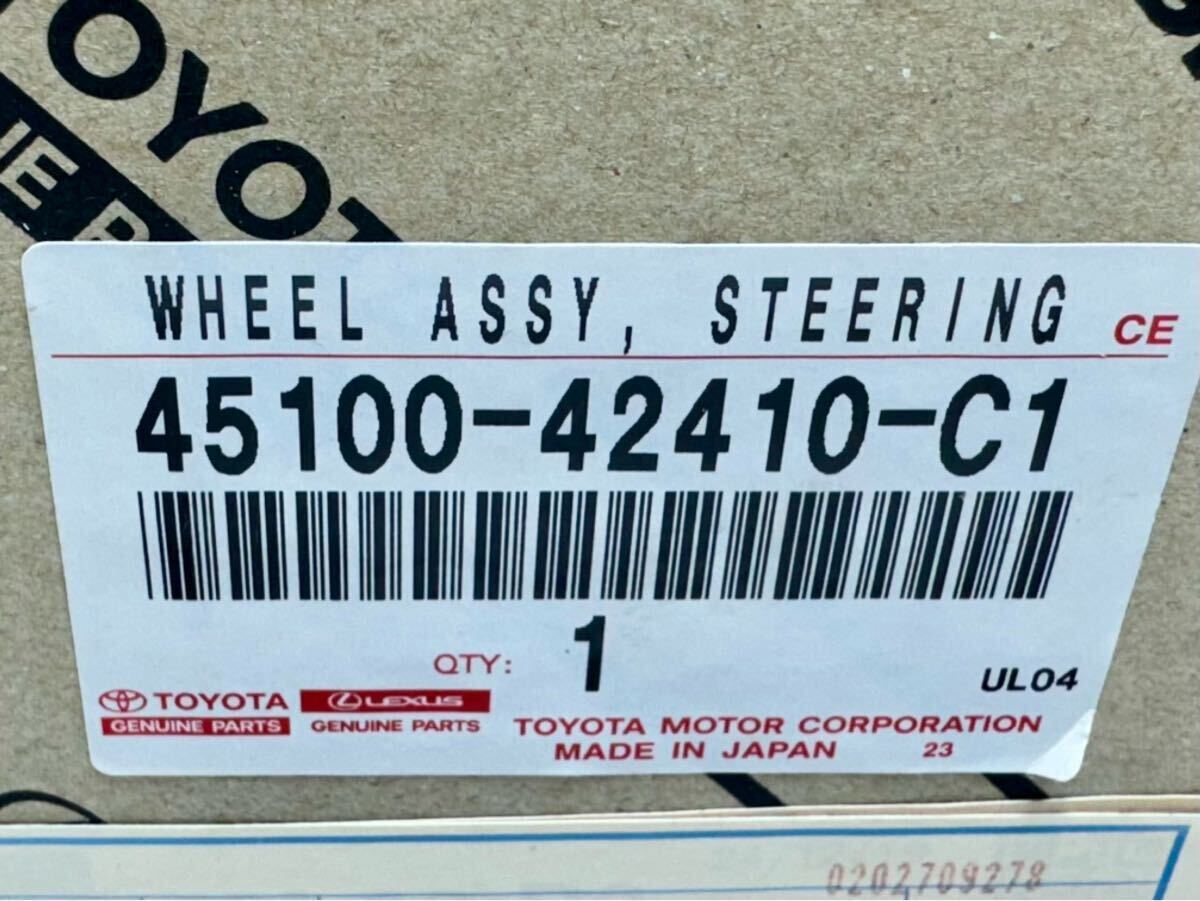 TOYOT
WHEEL ASSY, STEERING CE
45100-42410-C1
QTY: 1
UL04
TOYOTA LEXUS
GENUINE PARTS GENUINE PARTS
TOYOTA MOTOR CORPORATION
MADE IN JAPAN 23
0202709278